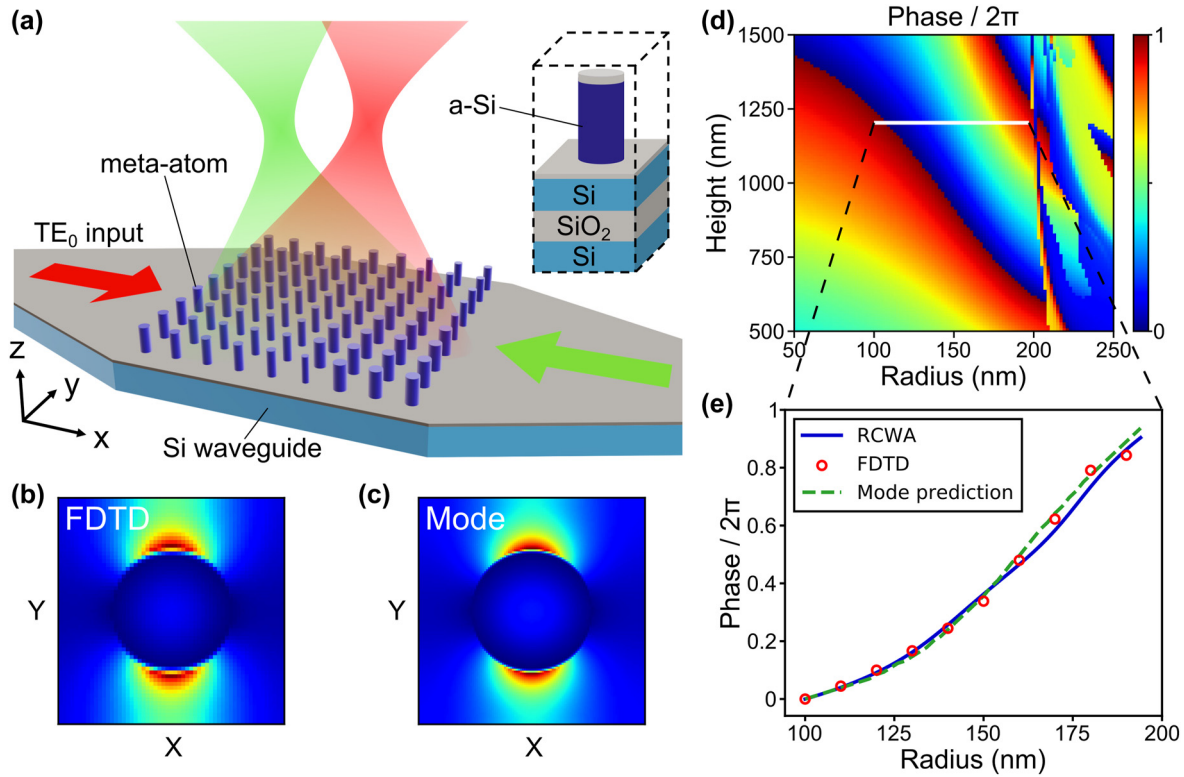 (a)
a-Si
meta-atom
TE0 input
Si
SiO2
Si
z
y
x
Si waveguide
(b)
FDTD
Y
X
(c)
Mode
Y
X
(d)
Phase / 2π
Height (nm)
1500
1250
1000
750
500
50
100
150
200
250
Radius (nm)
1
0
(e)
RCWA
FDTD
Mode prediction
Phase / 2π
1
0.8
0.6
0.4
0.2
0
100
125
150
175
200
Radius (nm)